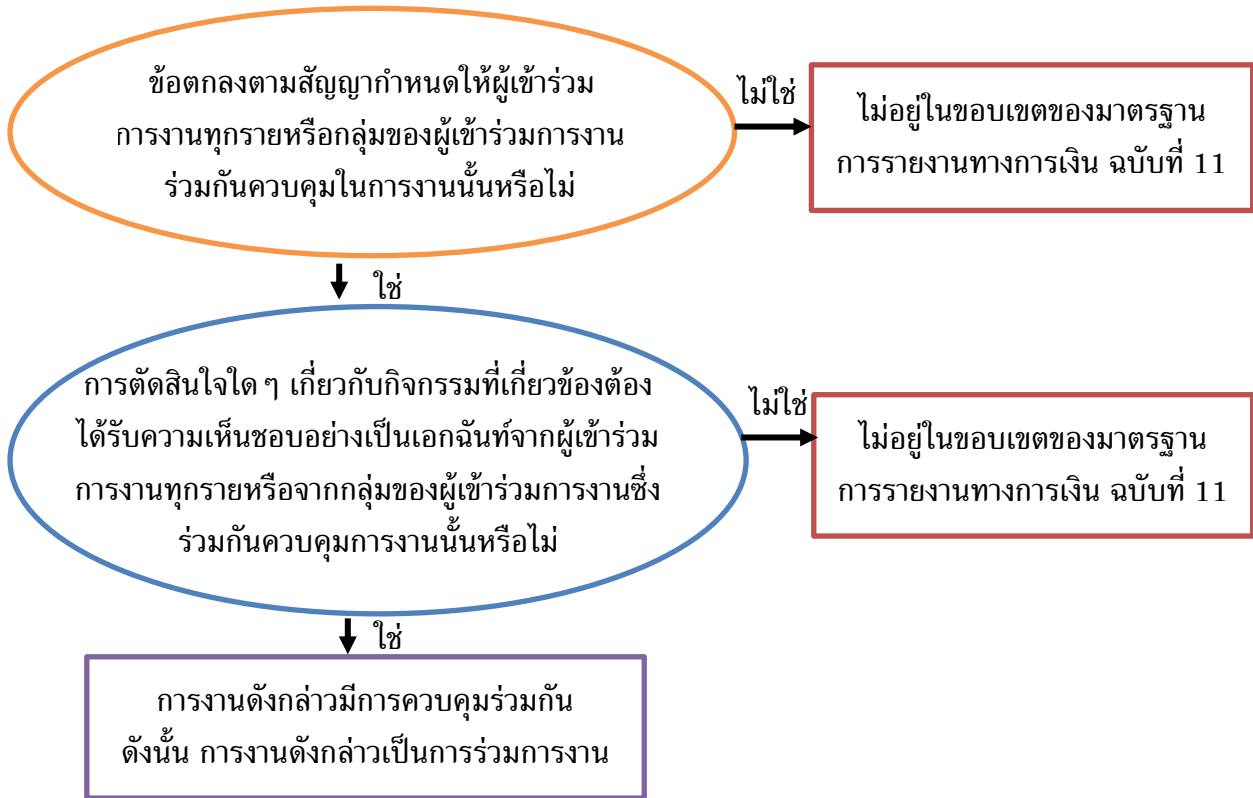 ข้อตกลงตามสัญญากำหนดให้ผู้เข้าร่วม
การงานทุกรายหรือกลุ่มของผู้เข้าร่วมการงาน
ร่วมกันควบคุมในการงานนั้นหรือไม่
ไม่ใช่
ไม่อยู่ในขอบเขตของมาตรฐาน
การรายงานทางการเงิน ฉบับที่ 11
ใช่
การตัดสินใจใด ๆ เกี่ยวกับกิจกรรมที่เกี่ยวข้องต้อง
ได้รับความเห็นชอบอย่างเป็นเอกฉันท์จากผู้เข้าร่วม
การงานทุกรายหรือจากกลุ่มของผู้เข้าร่วมการงานซึ่ง
ร่วมกันควบคุมการงานนั้นหรือไม่
ไม่ใช่
ไม่อยู่ในขอบเขตของมาตรฐาน
การรายงานทางการเงิน ฉบับที่ 11
ใช่
การงานดังกล่าวมีการควบคุมร่วมกัน
ดังนั้น การงานดังกล่าวเป็นการร่วมการงาน